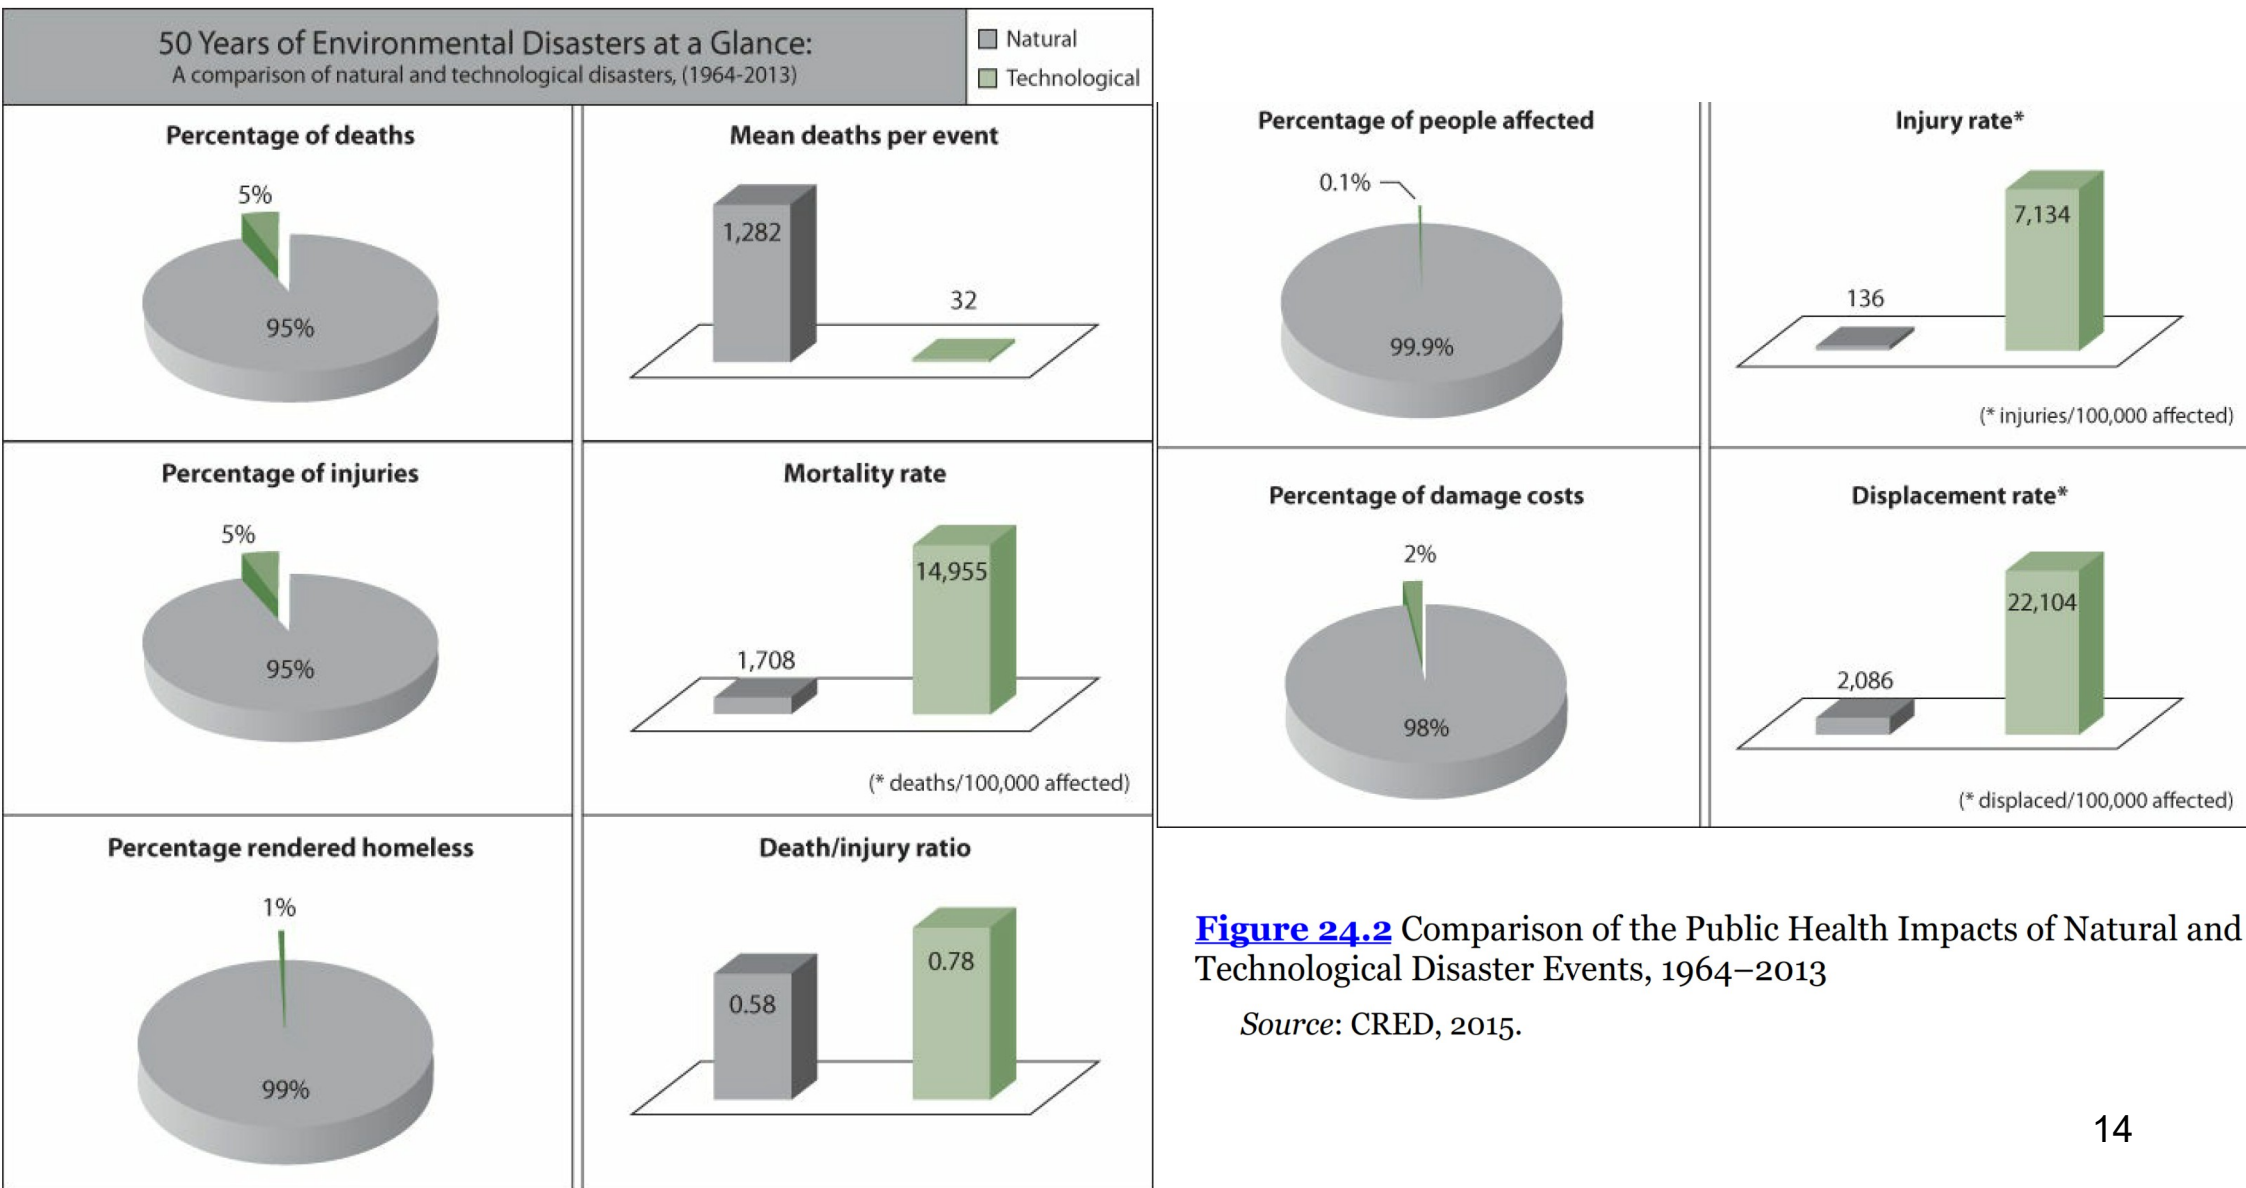 50 Years of Environmental Disasters at a Glance:
A comparison of natural and technological disasters, (1964-2013)
Natural
Technological
Percentage of deaths
5%
95%
Mean deaths per event
1,282
32
Percentage of injuries
5%
95%
Mortality rate
14,955
1,708
(* deaths/100,000 affected)
Percentage rendered homeless
1%
99%
Death/injury ratio
0.58
0.78
Percentage of people affected
0.1%
99.9%
Injury rate*
7,134
136
(* injuries/100,000 affected)
Percentage of damage costs
2%
98%
Displacement rate*
22,104
2,086
(* displaced/100,000 affected)
Figure 24.2 Comparison of the Public Health Impacts of Natural and
Technological Disaster Events, 1964–2013
Source: CRED, 2015.
14